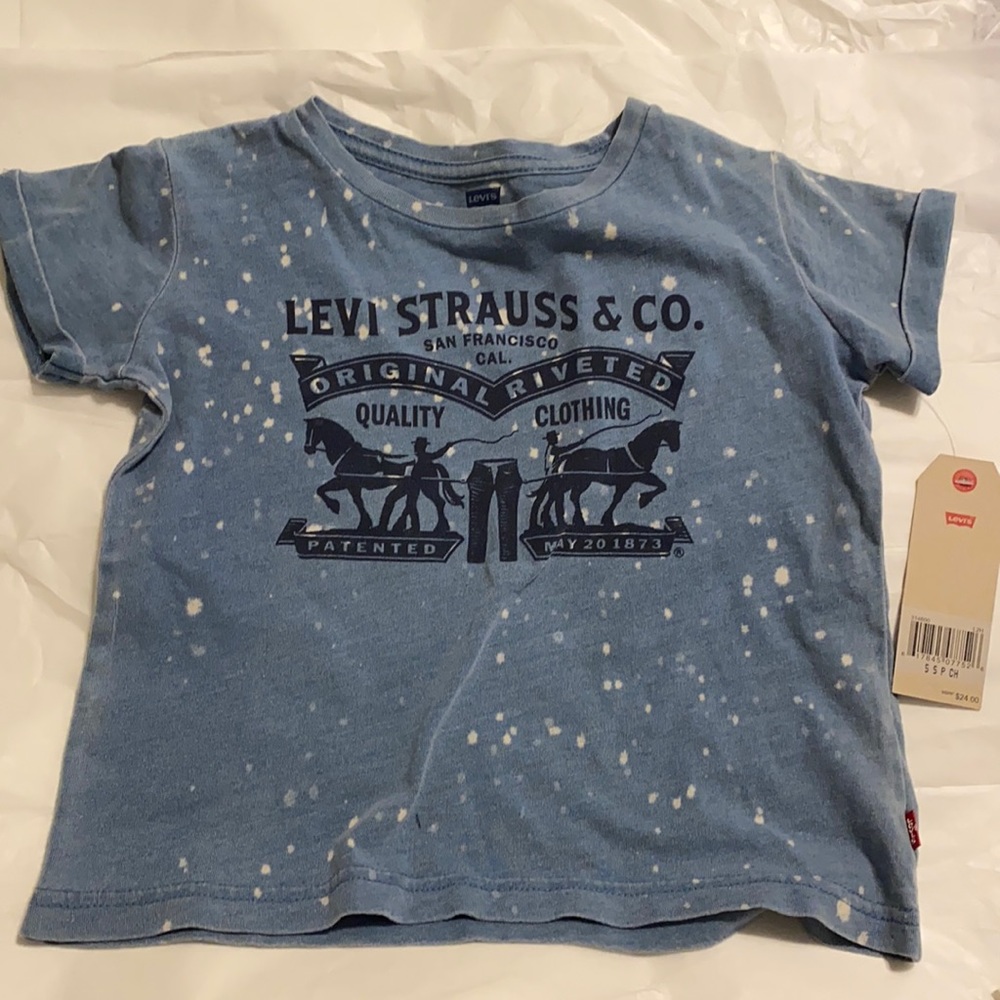 Levi's
LEVI STRAUSS & CO.
SAN FRANCISCO
CAL.
ORIGINAL RIVETED
QUALITY CLOTHING
PATENTED MAY 20 1873 ®
Levi's
S S P CH
$24.00